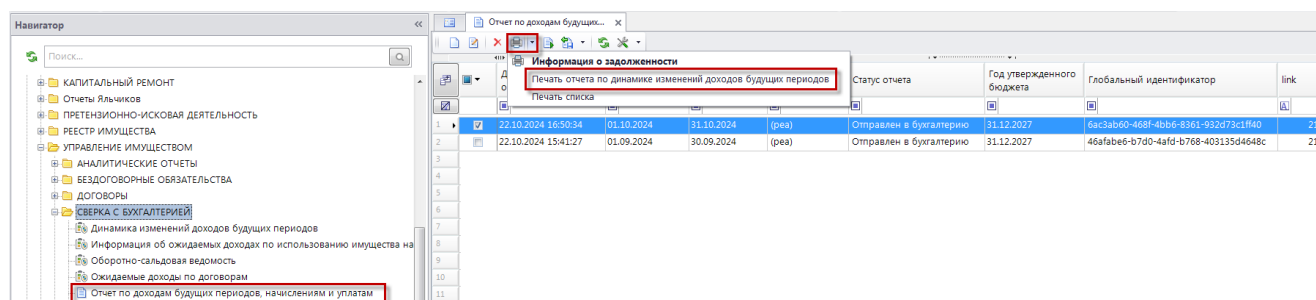 Навигатор
Поиск...
КАПИТАЛЬНЫЙ РЕМОНТ
Отчеты Яльчиков
ПРЕТЕНЗИОННО-ИСКОВАЯ ДЕЯТЕЛЬНОСТЬ
РЕЕСТР ИМУЩЕСТВА
УПРАВЛЕНИЕ ИМУЩЕСТВОМ
АНАЛИТИЧЕСКИЕ ОТЧЕТЫ
БЕЗДОГОВОРНЫЕ ОБЯЗАТЕЛЬСТВА
ДОГОВОРЫ
СВЕРКА С БУХГАЛТЕРИЕЙ
Динамика изменений доходов будущих периодов
Информация об ожидаемых доходах по использованию имущества на
Оборотно-сальдовая ведомость
Ожидаемые доходы по договорам
Отчет по доходам будущих периодов, начислениям и уплатам
Отчет по доходам будущих...
Информация о задолженности
Печать отчета по динамике изменений доходов будущих периодов
Печать списка
Статус отчета
Год утвержденного
бюджета
Глобальный идентификатор
link
1 22.10.2024 16:50:34 01.10.2024 31.10.2024 (реа) Отправлен в бухгалтерию 31.12.2027 6ac3ab60-468f-4bb6-8361-932d73c1ff40 21
2 22.10.2024 15:41:27 01.09.2024 30.09.2024 (реа) Отправлен в бухгалтерию 31.12.2027 46afabe6-b7d0-4afd-b768-403135d4648c 21
3
4
5
6
7
8
9
10
11